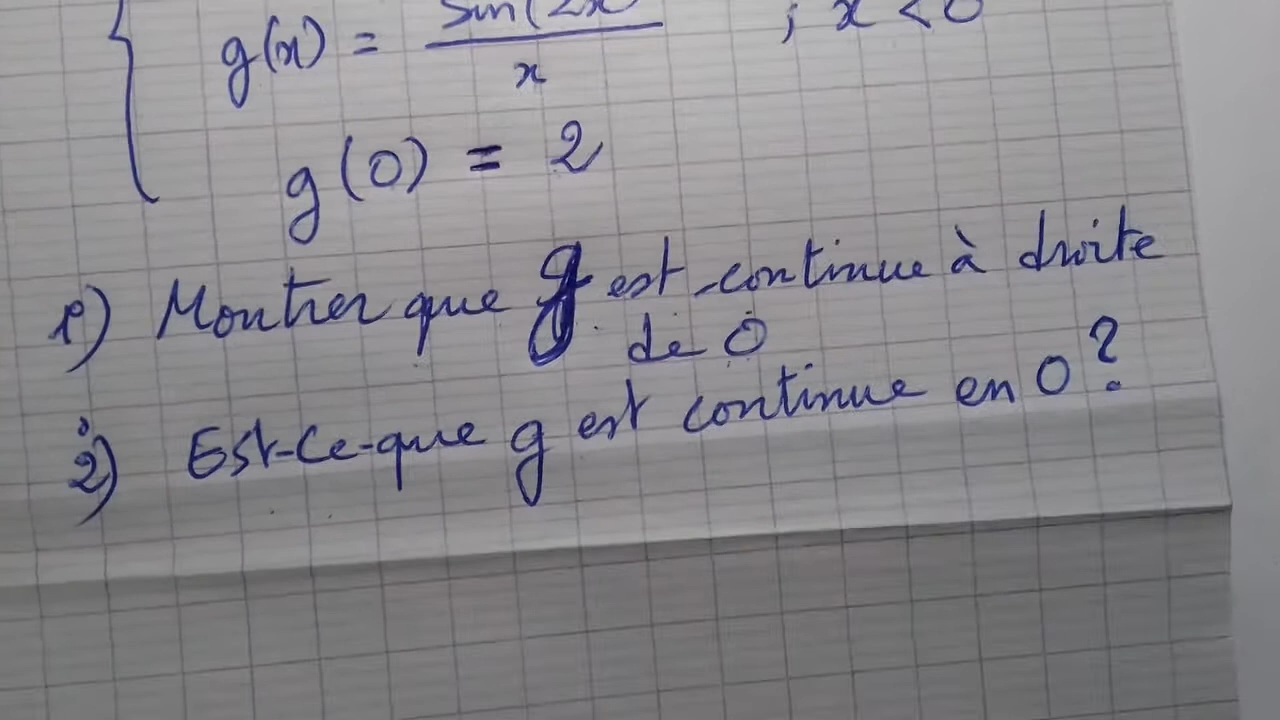 g(x) = sin(2x / x ; x < 0
g(0) = 2
1) Montrer que g est continue à droite
de 0
2) Est-ce-que g est continue en 0 ?